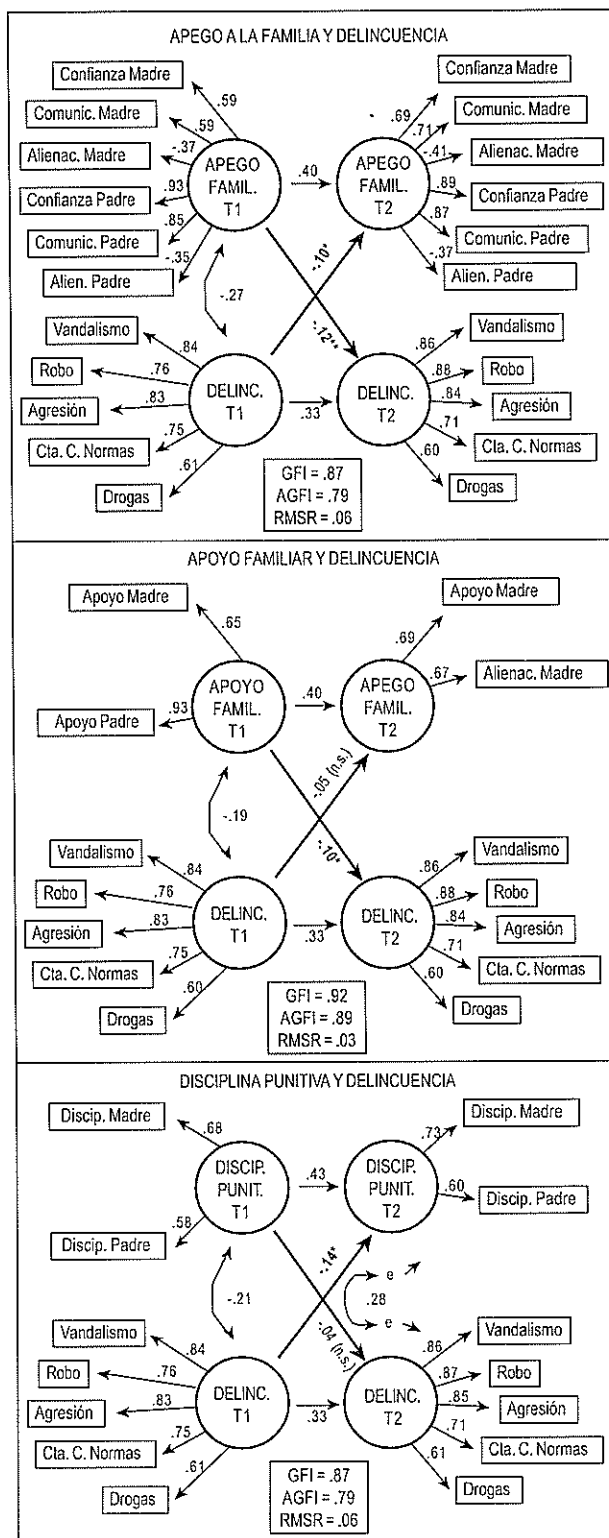 APEGO A LA FAMILIA Y DELINCUENCIA
Confianza Madre
Comunic. Madre
Alienac. Madre
Confianza Padre
Comunic. Padre
Alien. Padre
.59
.59
-.37
.93
.85
-.35
APEGO
FAMIL.
T1
.40
APEGO
FAMIL.
T2
Confianza Madre
Comunic. Madre
Alienac. Madre
Confianza Padre
Comunic. Padre
Alien. Padre
.69
.71
-.41
.89
.87
-.37
-.27
-.10*
-.12**
Vandalismo
Robo
Agresión
Cta. C. Normas
Drogas
.84
.76
.83
.75
.61
DELINC.
T1
.33
DELINC.
T2
.86
.88
.84
.71
.60
Vandalismo
Robo
Agresión
Cta. C. Normas
Drogas
GFI = .87
AGFI = .79
RMSR = .06
APOYO FAMILIAR Y DELINCUENCIA
Apoyo Madre
Apoyo Padre
.65
.93
APOYO
FAMIL.
T1
.40
APEGO
FAMIL.
T2
.69
.67
Apoyo Madre
Alienac. Madre
-.19
-.05 (n.s.)
-.10*
Vandalismo
Robo
Agresión
Cta. C. Normas
Drogas
.84
.76
.83
.75
.60
DELINC.
T1
.33
DELINC.
T2
.86
.88
.84
.71
.60
Vandalismo
Robo
Agresión
Cta. C. Normas
Drogas
GFI = .92
AGFI = .89
RMSR = .03
DISCIPLINA PUNITIVA Y DELINCUENCIA
Discip. Madre
Discip. Padre
.68
.58
DISCIP.
PUNIT.
T1
.43
DISCIP.
PUNIT.
T2
.73
.60
Discip. Madre
Discip. Padre
-.21
-.14*
-.04 (n.s.)
e
.28
e
Vandalismo
Robo
Agresión
Cta. C. Normas
Drogas
.84
.76
.83
.75
.61
DELINC.
T1
.33
DELINC.
T2
.86
.87
.85
.71
.61
Vandalismo
Robo
Agresión
Cta. C. Normas
Drogas
GFI = .87
AGFI = .79
RMSR = .06